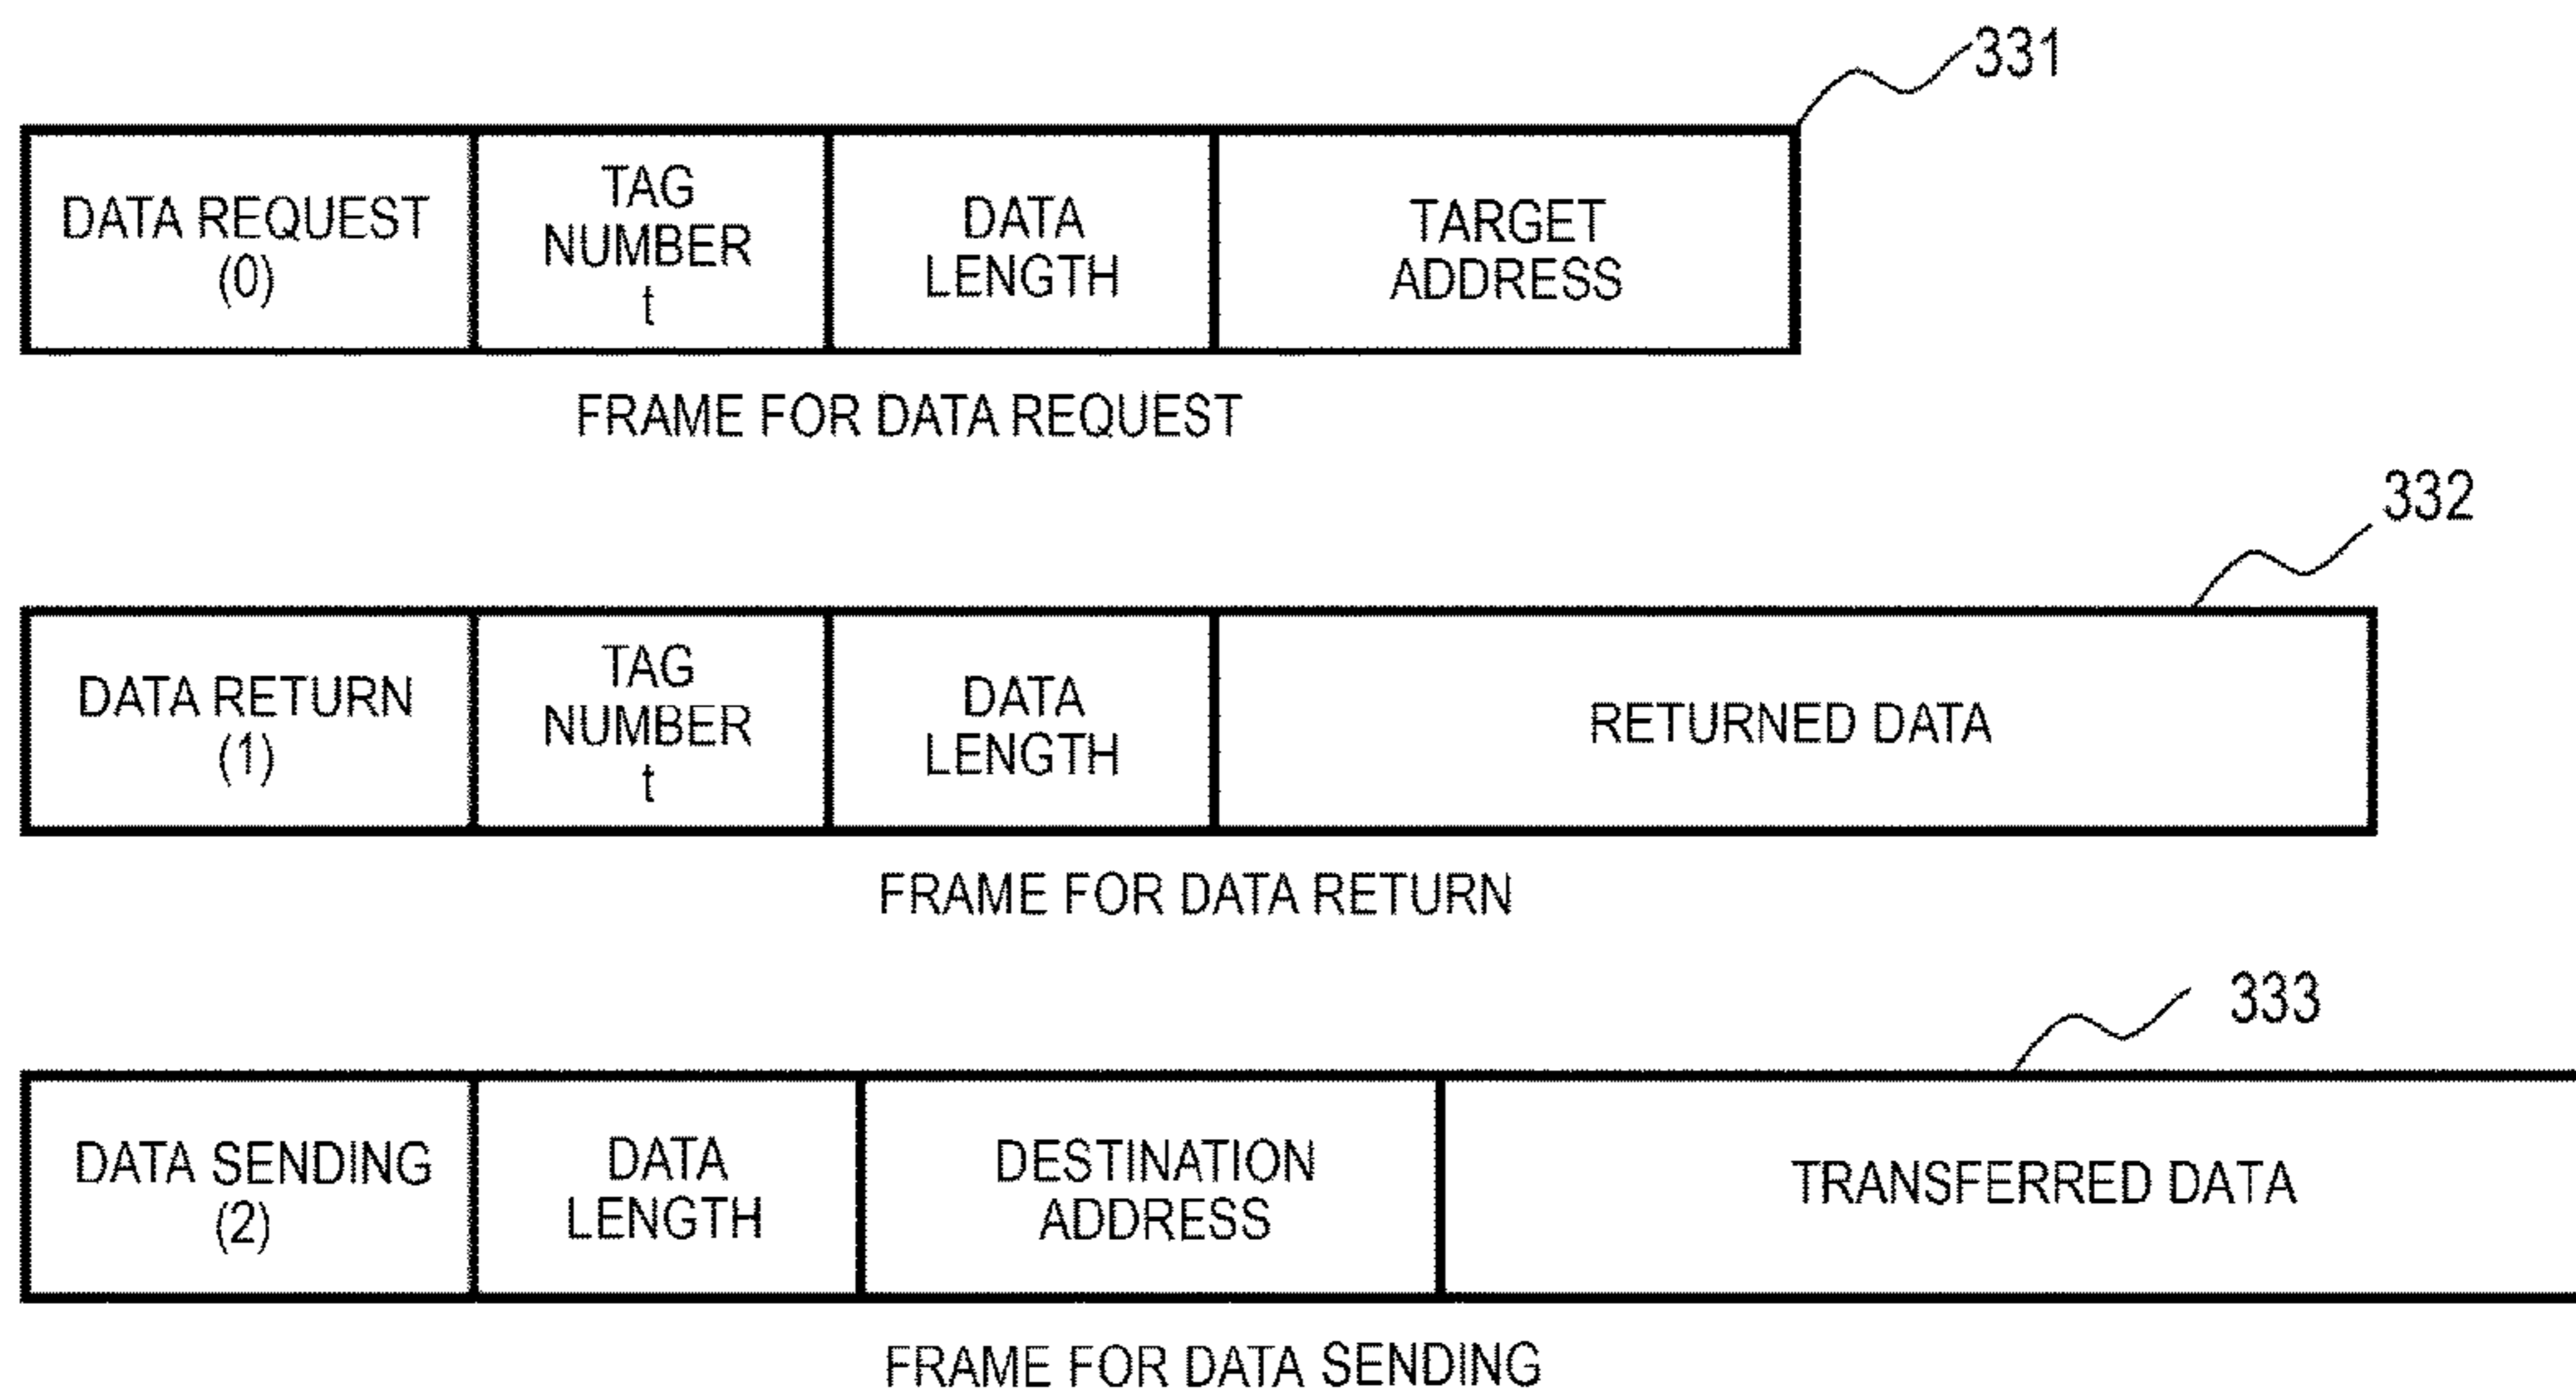 331
DATA REQUEST
(0)
TAG
NUMBER
t
DATA
LENGTH
TARGET
ADDRESS
FRAME FOR DATA REQUEST
332
DATA RETURN
(1)
TAG
NUMBER
t
DATA
LENGTH
RETURNED DATA
FRAME FOR DATA RETURN
333
DATA SENDING
(2)
DATA
LENGTH
DESTINATION
ADDRESS
TRANSFERRED DATA
FRAME FOR DATA SENDING